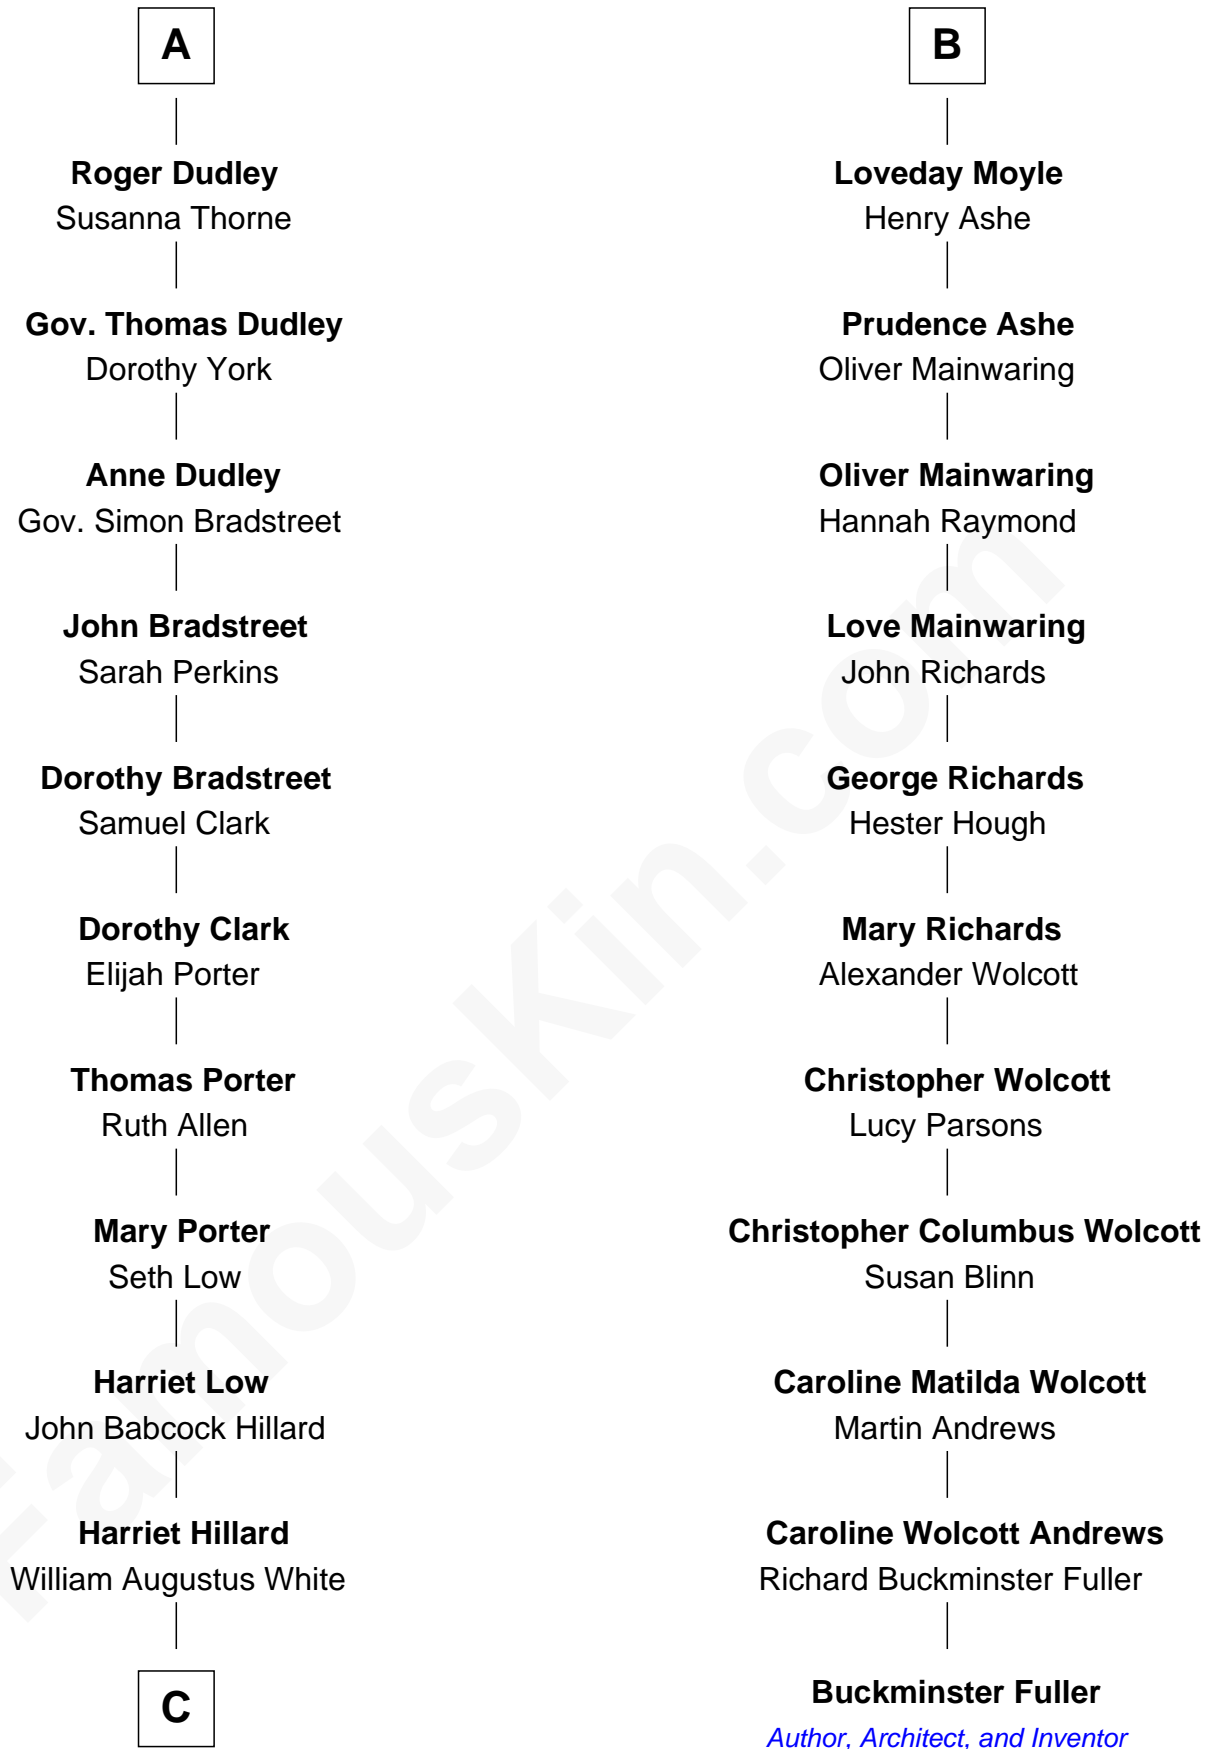 A
Roger Dudley
Susanna Thorne
Gov. Thomas Dudley
Dorothy York
Anne Dudley
Gov. Simon Bradstreet
John Bradstreet
Sarah Perkins
Dorothy Bradstreet
Samuel Clark
Dorothy Clark
Elijah Porter
Thomas Porter
Ruth Allen
Mary Porter
Seth Low
Harriet Low
John Babcock Hillard
Harriet Hillard
William Augustus White
C
B
Loveday Moyle
Henry Ashe
Prudence Ashe
Oliver Mainwaring
Oliver Mainwaring
Hannah Raymond
Love Mainwaring
John Richards
George Richards
Hester Hough
Mary Richards
Alexander Wolcott
Christopher Wolcott
Lucy Parsons
Christopher Columbus Wolcott
Susan Blinn
Caroline Matilda Wolcott
Martin Andrews
Caroline Wolcott Andrews
Richard Buckminster Fuller
Buckminster Fuller
Author, Architect, and Inventor
FamousKin.com